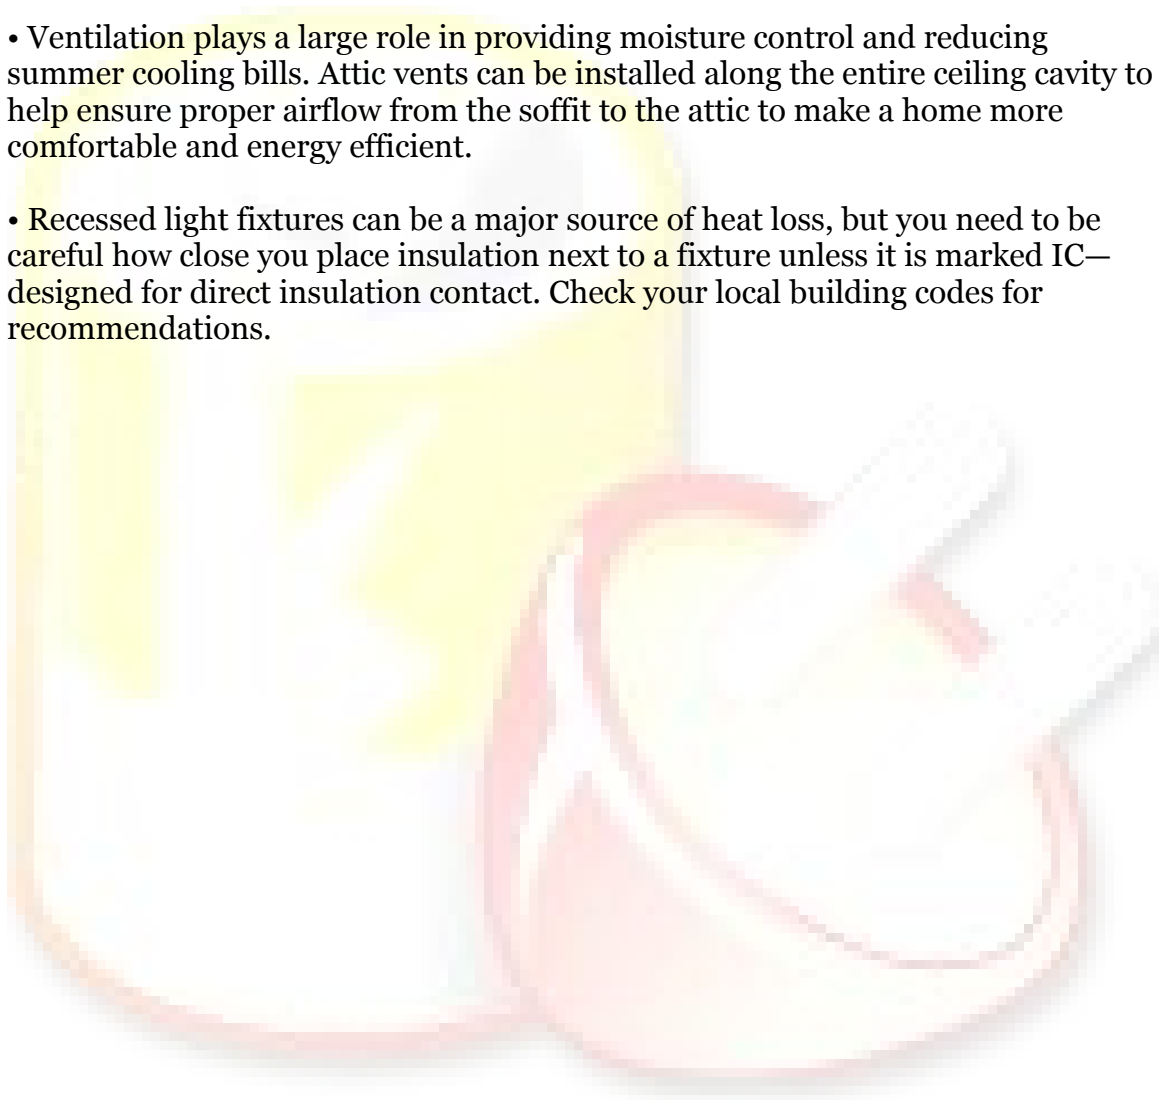 • Ventilation plays a large role in providing moisture control and reducing
summer cooling bills. Attic vents can be installed along the entire ceiling cavity to
help ensure proper airflow from the soffit to the attic to make a home more
comfortable and energy efficient.
• Recessed light fixtures can be a major source of heat loss, but you need to be
careful how close you place insulation next to a fixture unless it is marked IC—
designed for direct insulation contact. Check your local building codes for
recommendations.